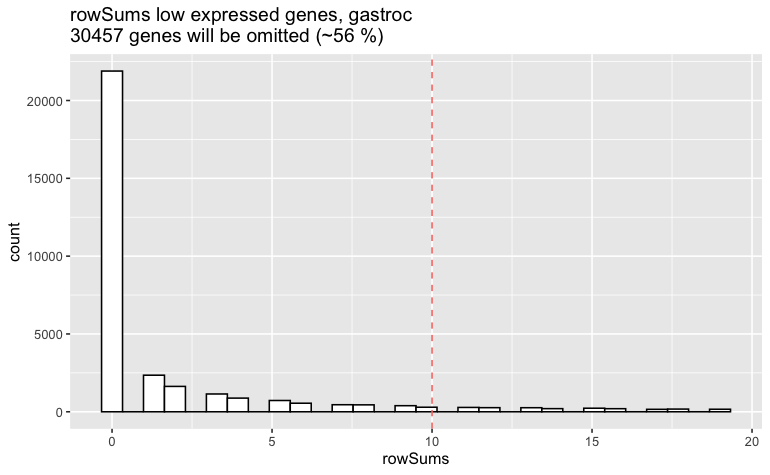 rowSums low expressed genes, gastroc
30457 genes will be omitted (~56 %)
20000
15000
10000
5000
0
count
0 5 10 15 20
rowSums